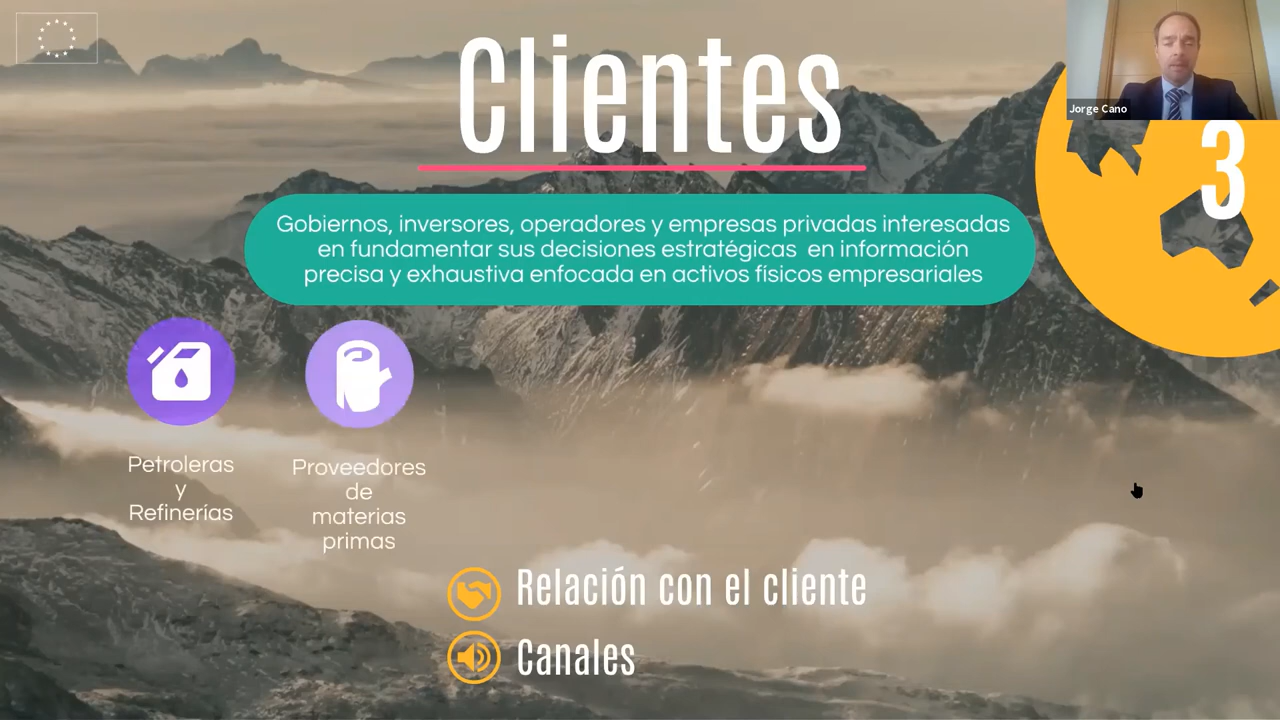 Clientes
Jorge Cano
3
Gobiernos, inversores, operadores y empresas privadas interesadas
en fundamentar sus decisiones estratégicas en información
precisa y exhaustiva enfocada en activos físicos empresariales
Petroleras
y
Refinerías
Proveedores
de
materias
primas
Relación con el cliente
Canales